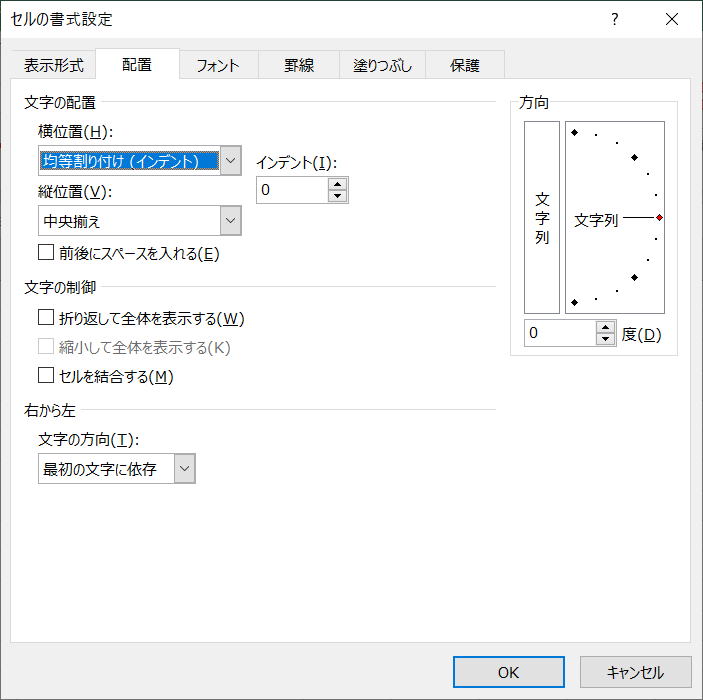 セルの書式設定
?
表示形式 配置 フォント 罫線 塗りつぶし 保護
文字の配置
横位置(H):
均等割り付け (インデント)
インデント(I):
0
縦位置(V):
中央揃え
前後にスペースを入れる(E)
文字の制御
折り返して全体を表示する(W)
縮小して全体を表示する(K)
セルを結合する(M)
右から左
文字の方向(T):
最初の文字に依存
方向
文字列
文字列
0 度(D)
OK キャンセル